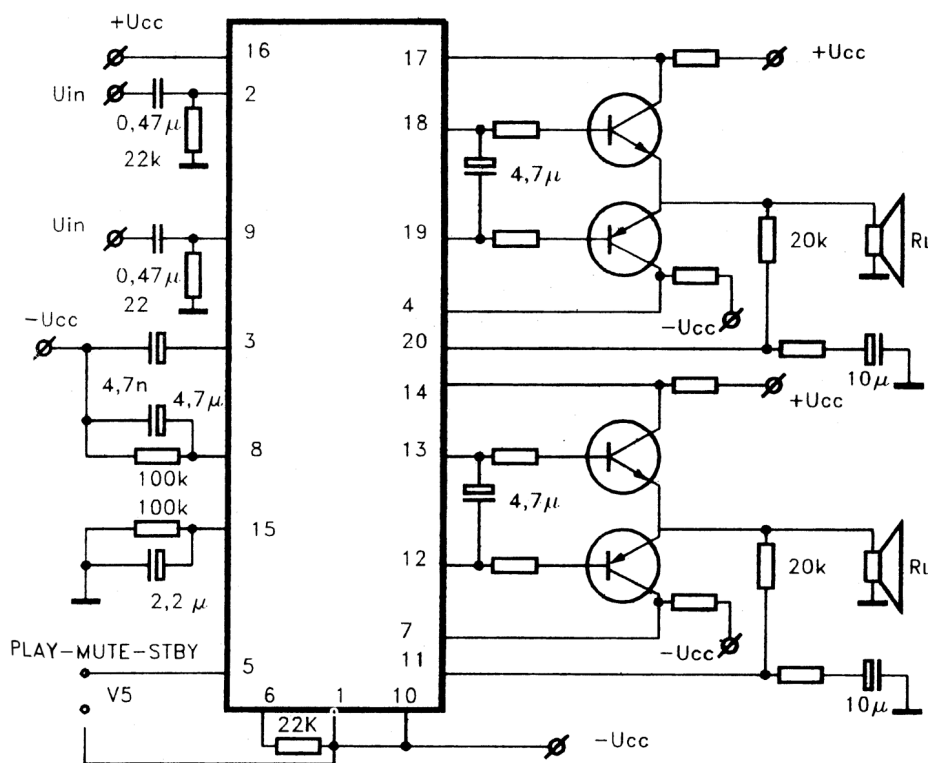 +Ucc
16
17
+Ucc
Uin
2
0,47μ
22k
18
4,7μ
Uin
9
19
20k
RL
0,47μ
22
4
-Ucc
-Ucc
3
20
4,7n
4,7μ
14
10μ
+Ucc
8
13
100k
100k
4,7μ
15
12
2,2 μ
20k
RL
7
PLAY-MUTE-STBY
-Ucc
5
11
V5
6
1
10
10μ
22K
-Ucc